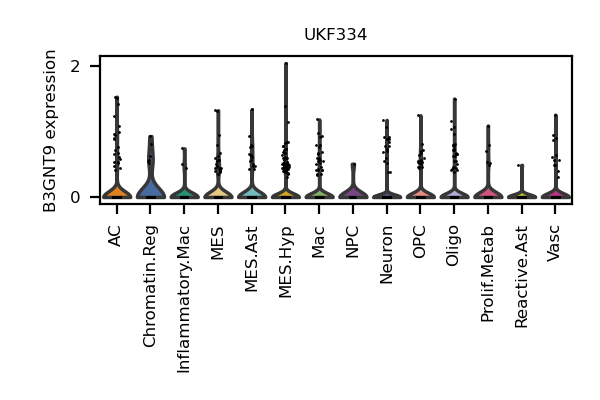 UKF334
B3GNT9 expression
2
0
AC
Chromatin.Reg
Inflammatory.Mac
MES
MES.Ast
MES.Hyp
Mac
NPC
Neuron
OPC
Oligo
Prolif.Metab
Reactive.Ast
Vasc